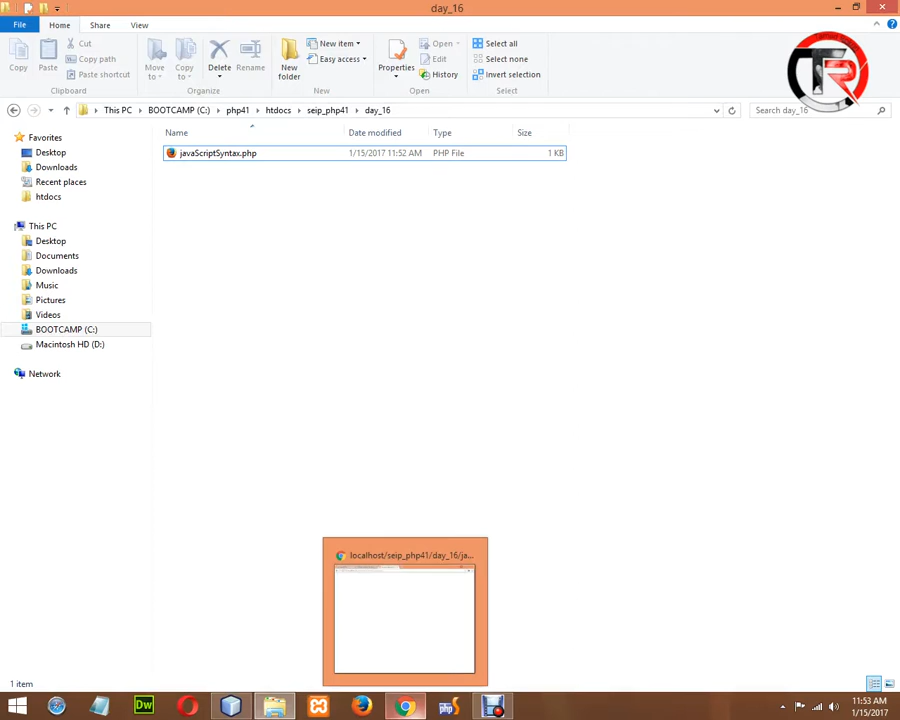 day_16
File Home Share View
Copy Paste Cut Copy path Paste shortcut Clipboard
Move to Copy to Delete Rename Organize
New folder New item Easy access New
Properties Open Edit History Open
Select all Select none Invert selection Select
This PC BOOTCAMP (C:) php41 htdocs seip_php41 day_16 Search day_16
Name Date modified Type Size
javaScriptSyntax.php 1/15/2017 11:52 AM PHP File 1 KB
Favorites
Desktop
Downloads
Recent places
htdocs
This PC
Desktop
Documents
Downloads
Music
Pictures
Videos
BOOTCAMP (C:)
Macintosh HD (D:)
Network
localhost/seip_php41/day_16/ja...
1 item
Dw php
11:53 AM
1/15/2017